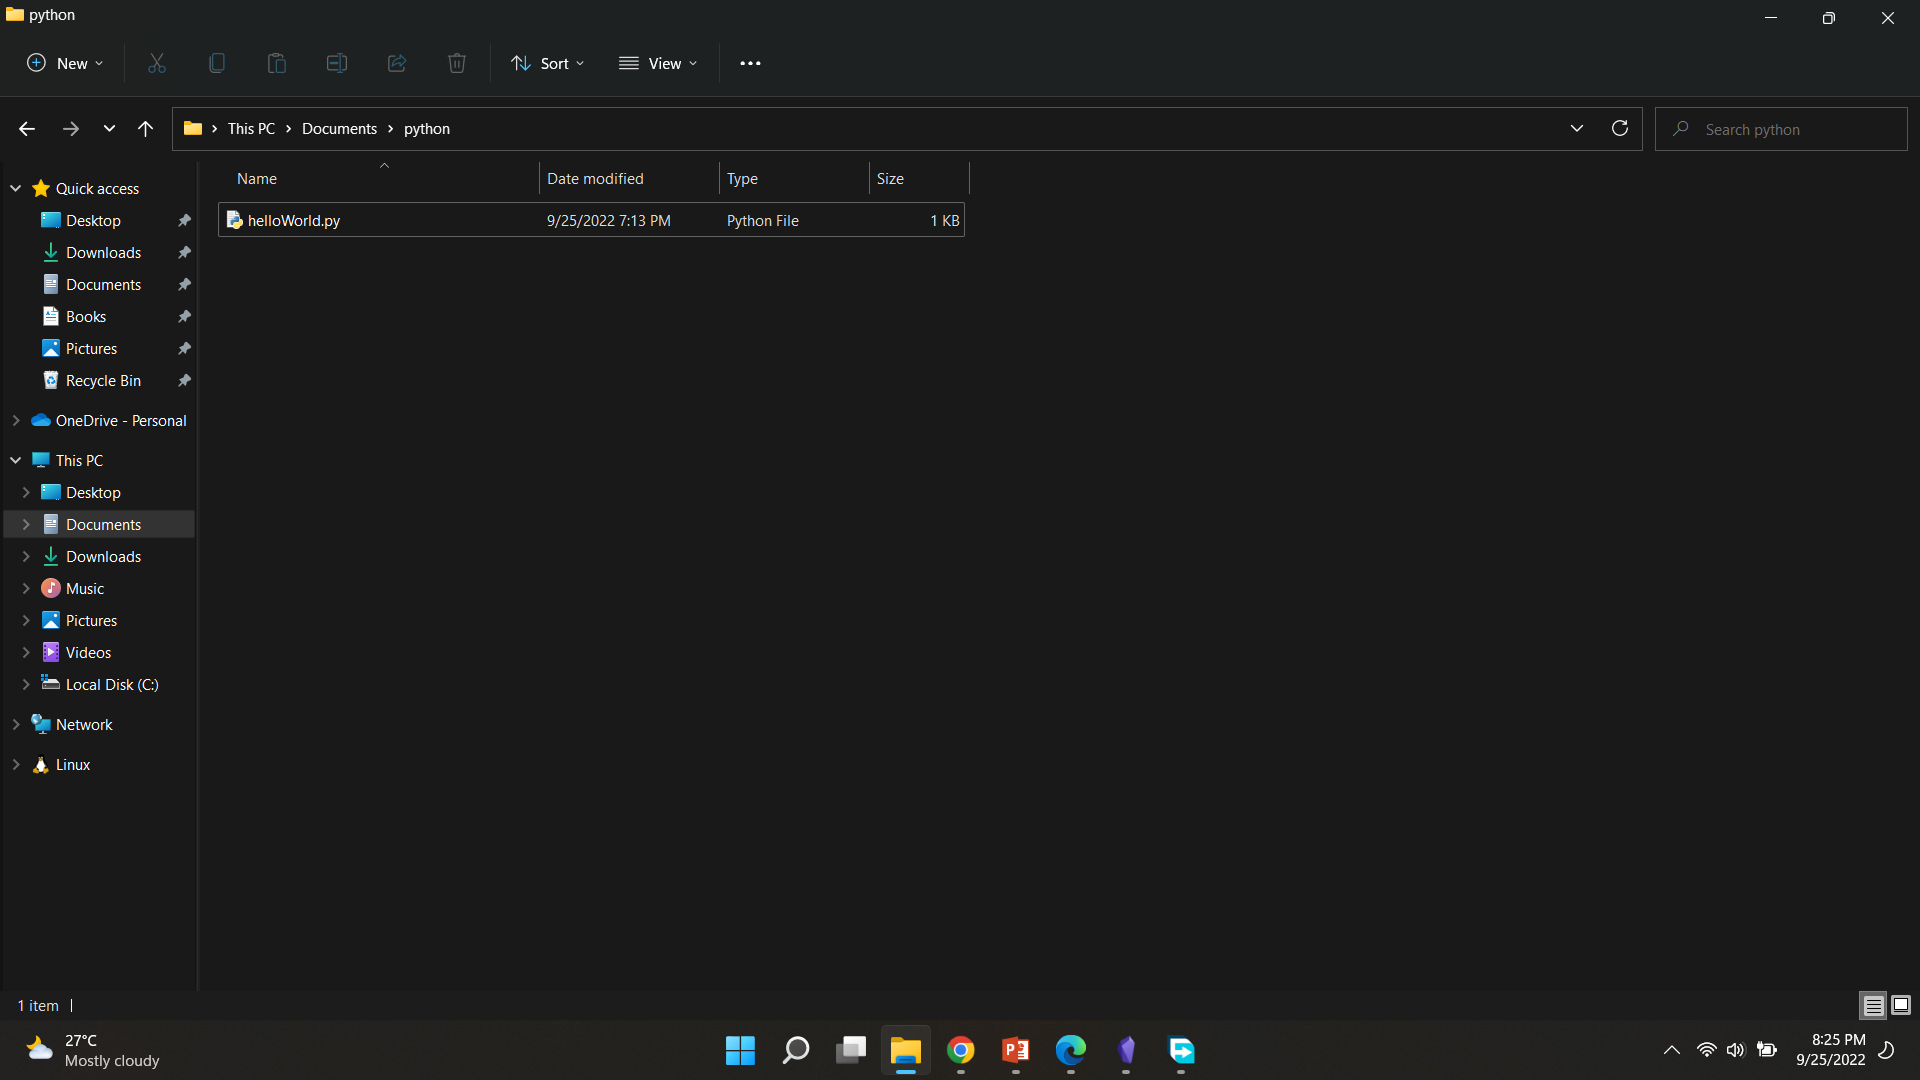 python
New
Sort
View
This PC
Documents
python
Search python
Name
Date modified
Type
Size
helloWorld.py
9/25/2022 7:13 PM
Python File
1 KB
Quick access
Desktop
Downloads
Documents
Books
Pictures
Recycle Bin
OneDrive - Personal
This PC
Desktop
Documents
Downloads
Music
Pictures
Videos
Local Disk (C:)
Network
Linux
1 item
27°C
Mostly cloudy
8:25 PM
9/25/2022